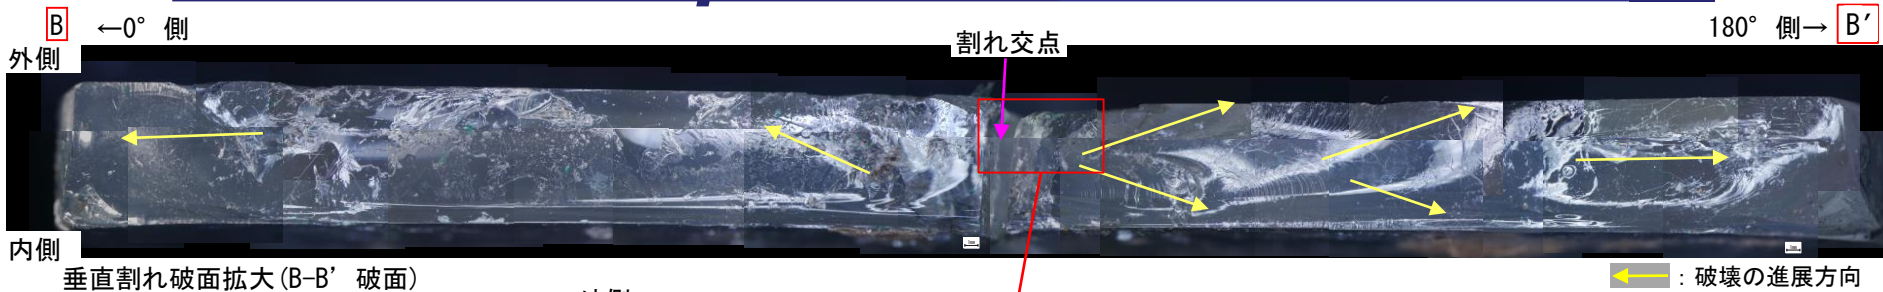 B ←0° 側
180° 側→ B′
外側
割れ交点
内側
垂直割れ破面拡大(B-B’ 破面)
:破壊の進展方向